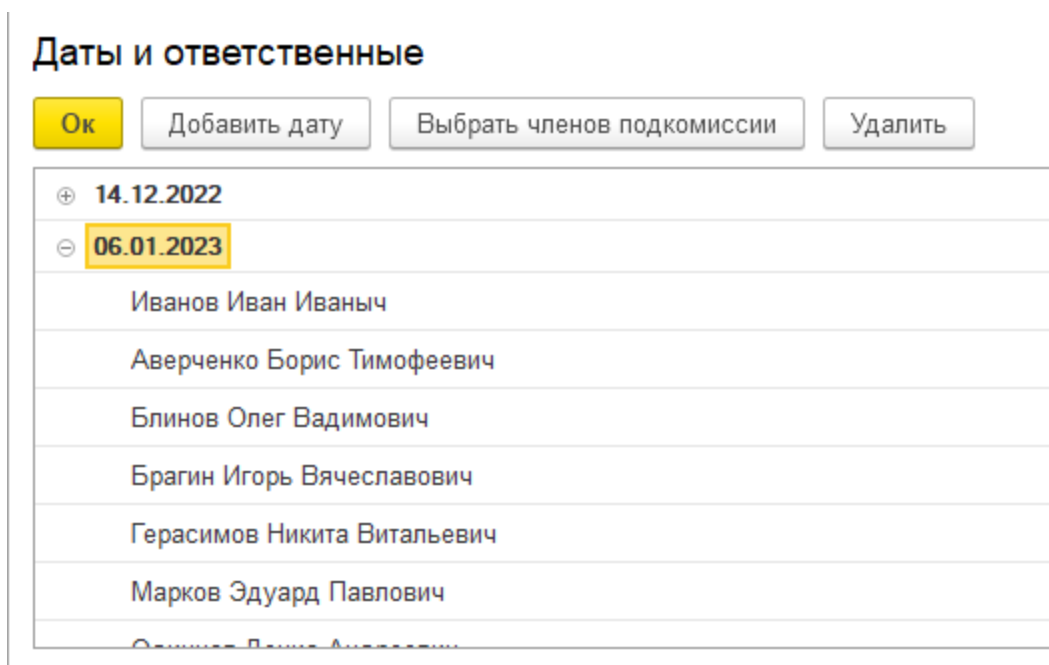 Даты и ответственные
Ок Добавить дату Выбрать членов подкомиссии Удалить
14.12.2022
06.01.2023
Иванов Иван Иваныч
Аверченко Борис Тимофеевич
Блинов Олег Вадимович
Брагин Игорь Вячеславович
Герасимов Никита Витальевич
Марков Эдуард Павлович